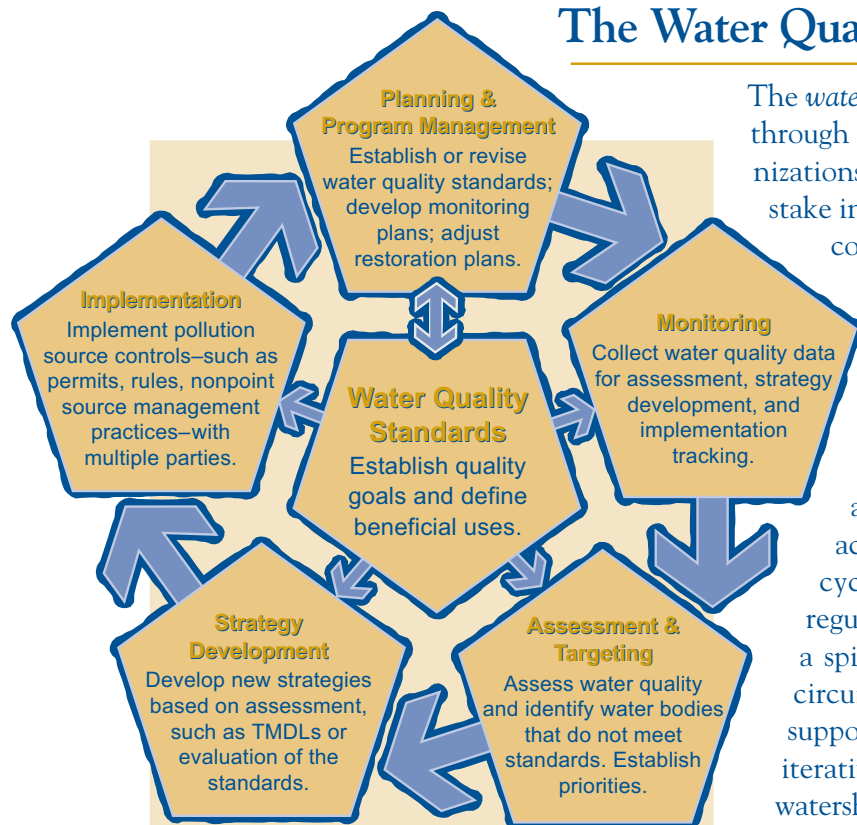 The Water Qua
The wate
through
nizations
stake in
co
a
ac
cyc
regu
a spi
circu
suppo
iterati
watersh
Planning &
Program Management
Establish or revise
water quality standards;
develop monitoring
plans; adjust
restoration plans.
Monitoring
Collect water quality data
for assessment, strategy
development, and
implementation
tracking.
Assessment &
Targeting
Assess water quality
and identify water bodies
that do not meet
standards. Establish
priorities.
Strategy
Development
Develop new strategies
based on assessment,
such as TMDLs or
evaluation of the
standards.
Implementation
Implement pollution
source controls–such as
permits, rules, nonpoint
source management
practices–with
multiple parties.
Water Quality
Standards
Establish quality
goals and define
beneficial uses.